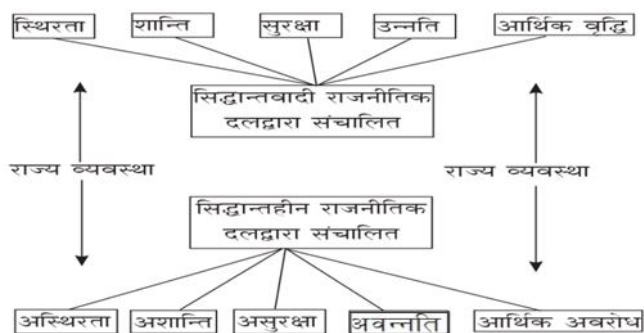 स्थिरता शान्ति सुरक्षा उन्नति आर्थिक वृद्धि
सिद्धान्तवादी राजनीतिक
दलद्वारा संचालित
राज्य व्यवस्था राज्य व्यवस्था
सिद्धान्तहीन राजनीतिक
दलद्वारा संचालित
अस्थिरता अशान्ति असुरक्षा अवन्नति आर्थिक अवरोध